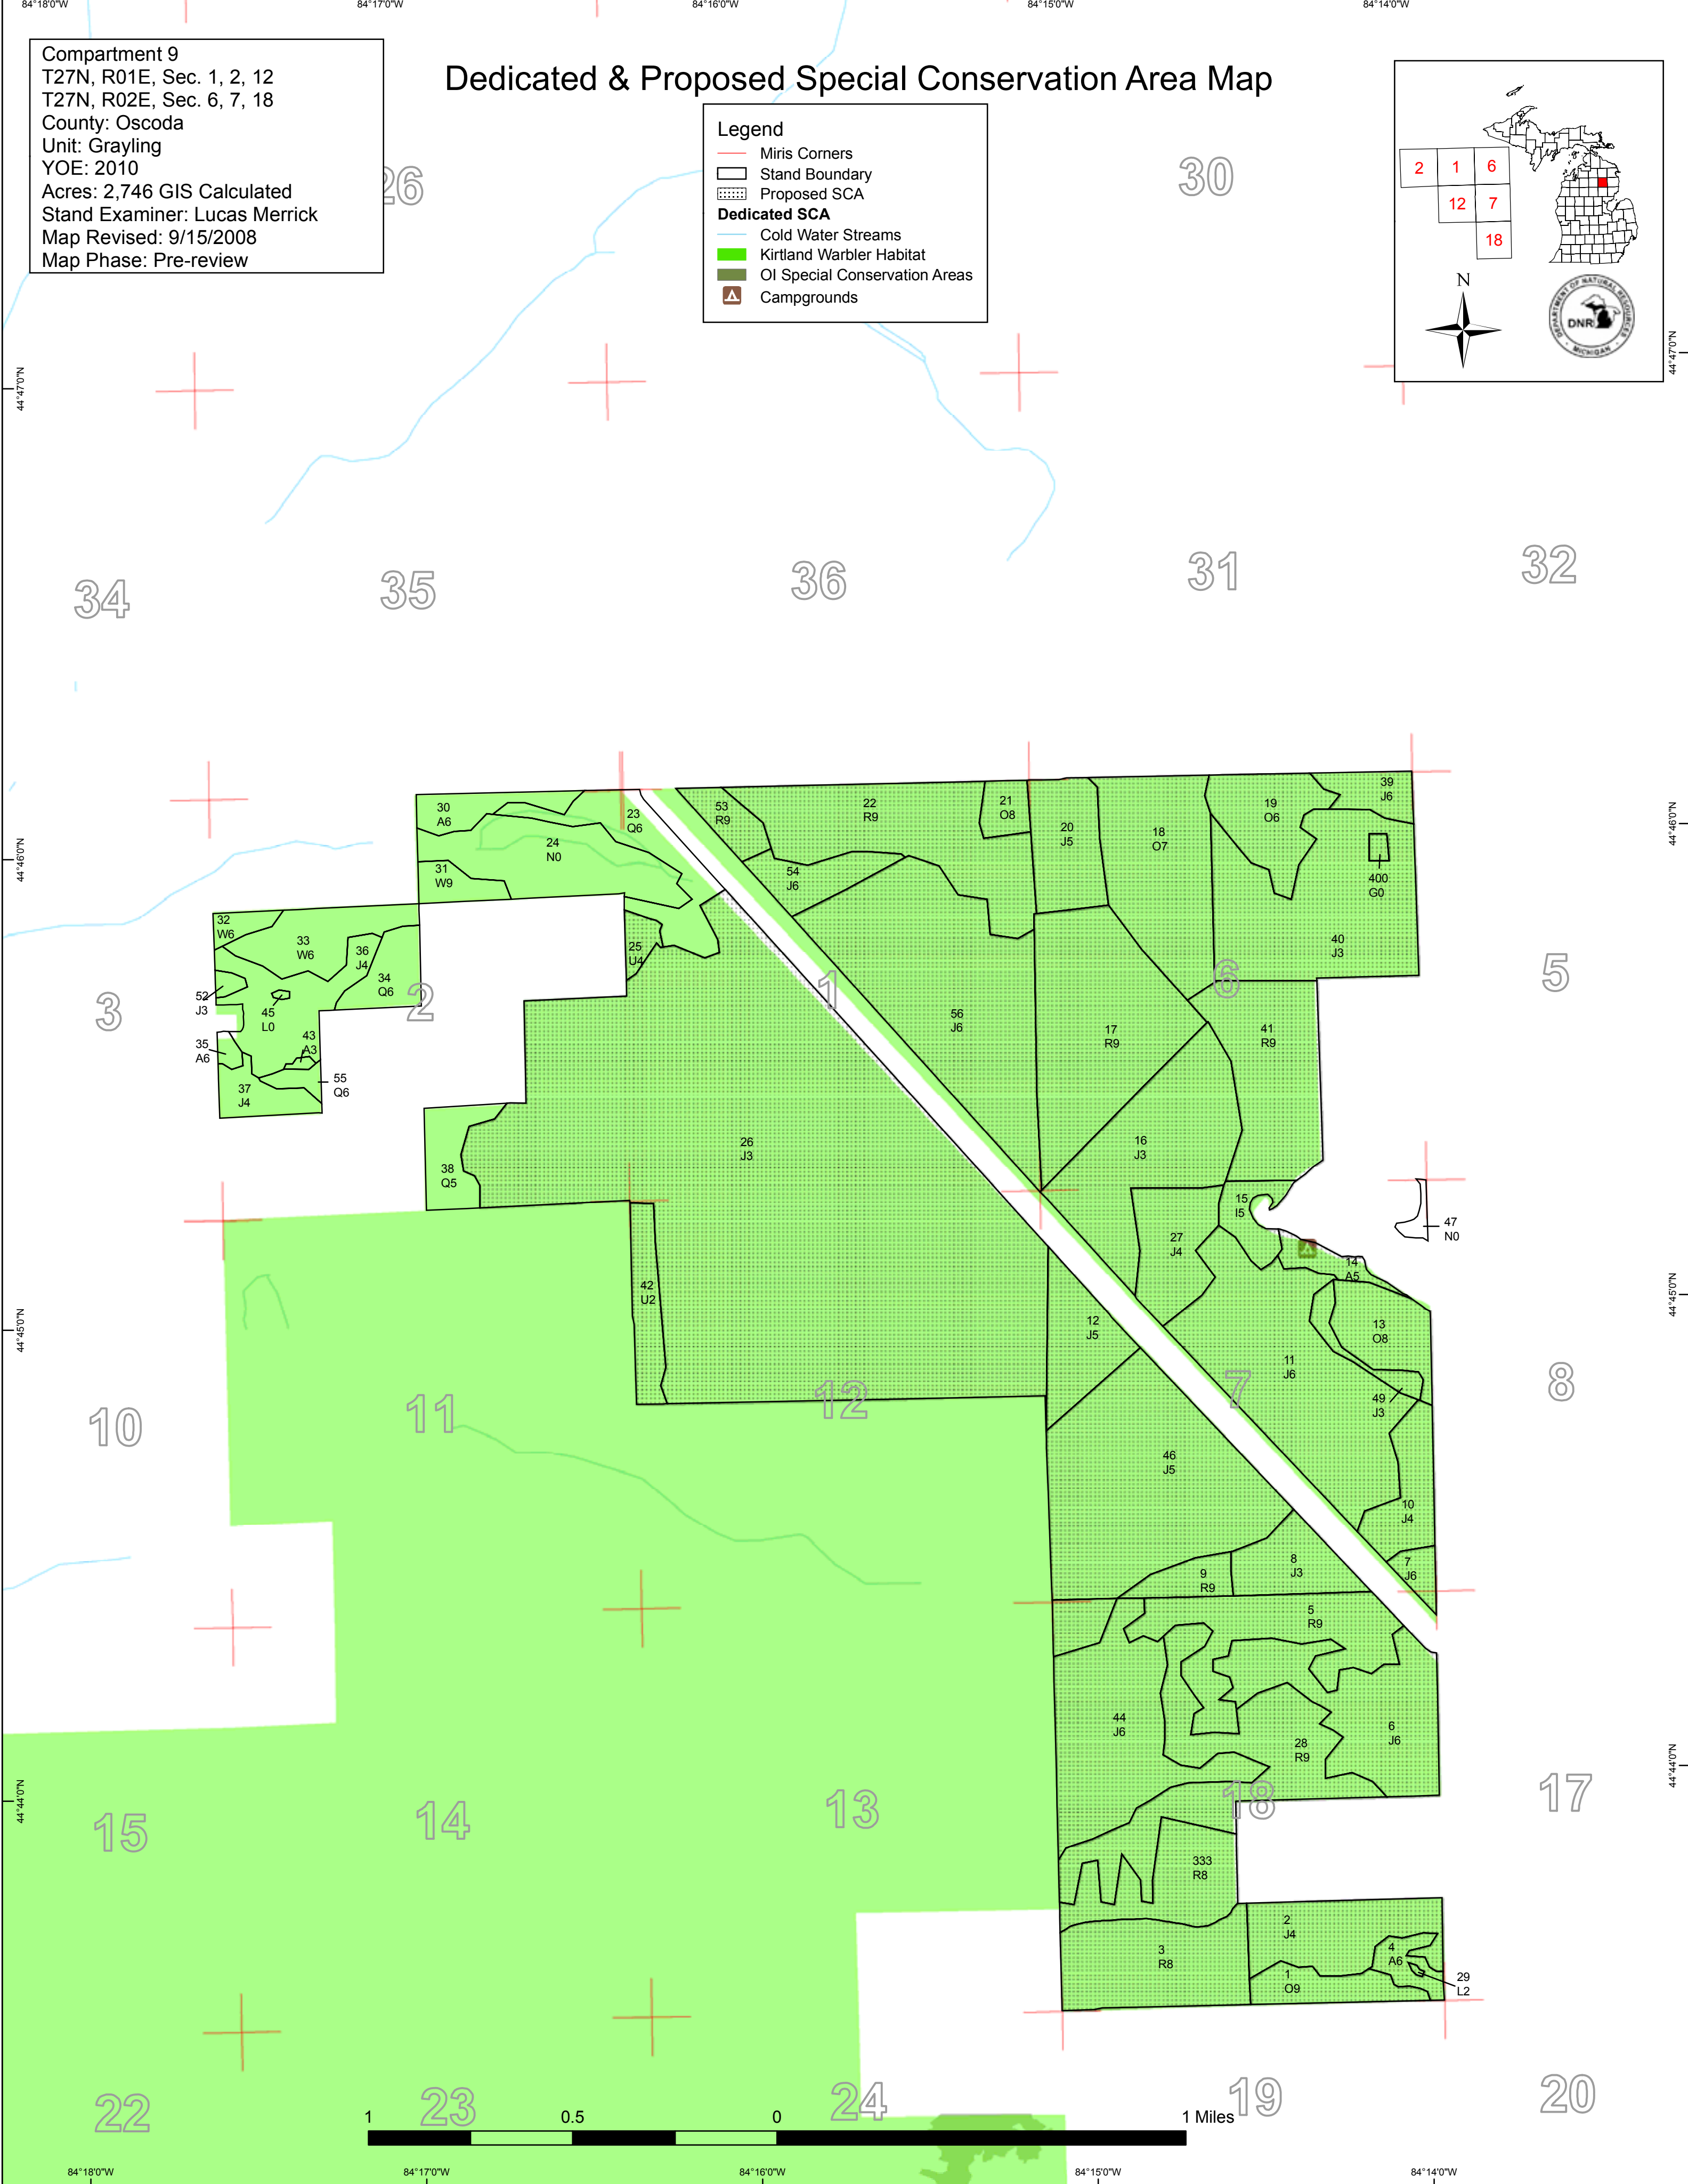 84°18'0"W
84°17'0"W
84°16'0"W
84°15'0"W
84°14'0"W
Compartment 9
T27N, R01E, Sec. 1, 2, 12
T27N, R02E, Sec. 6, 7, 18
County: Oscoda
Unit: Grayling
YOE: 2010
Acres: 2,746 GIS Calculated
Stand Examiner: Lucas Merrick
Map Revised: 9/15/2008
Map Phase: Pre-review
Dedicated & Proposed Special Conservation Area Map
Legend
Miris Corners
Stand Boundary
Proposed SCA
Dedicated SCA
Cold Water Streams
Kirtland Warbler Habitat
OI Special Conservation Areas
Campgrounds
2
1
6
12
7
18
N
DEPARTMENT OF NATURAL RESOURCES
DNR
MICHIGAN
26
30
44°47'0"N
44°47'0"N
34
35
36
31
32
44°46'0"N
44°46'0"N
30
A6
23
Q6
24
N0
31
W9
53
R9
22
R9
21
O8
20
J5
18
O7
19
O6
39
J6
54
J6
400
G0
40
J3
32
W6
33
W6
36
J4
34
Q6
25
U4
52
J3
45
L0
43
A3
35
A6
37
J4
55
Q6
3
2
1
6
5
56
J6
17
R9
41
R9
26
J3
16
J3
38
Q5
15
I5
47
N0
27
J4
14
A5
42
U2
12
J5
13
O8
11
J6
49
J3
44°45'0"N
44°45'0"N
10
11
12
7
8
46
J5
10
J4
9
R9
8
J3
7
J6
5
R9
44
J6
28
R9
6
J6
44°44'0"N
44°44'0"N
15
14
13
18
17
333
R8
3
R8
2
J4
4
A6
1
O9
29
L2
22
23
24
19
20
1
0.5
0
1 Miles
84°18'0"W
84°17'0"W
84°16'0"W
84°15'0"W
84°14'0"W